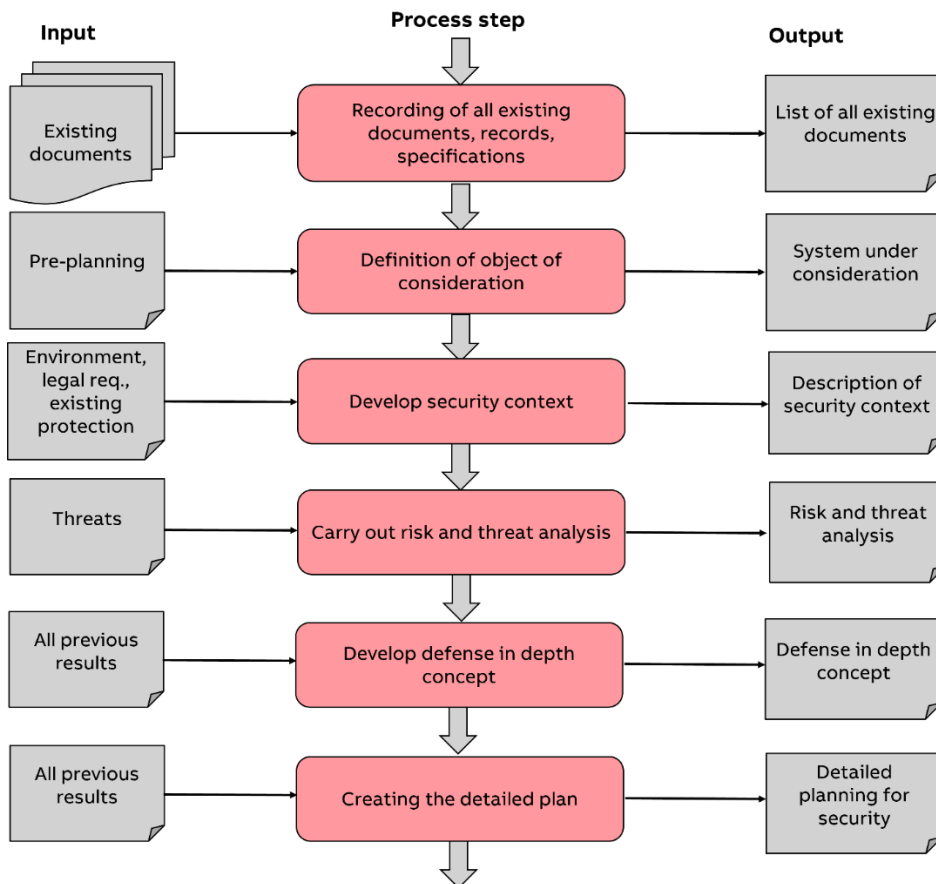 Input
Process step
Output
Existing
documents
Recording of all existing
documents, records,
specifications
List of all existing
documents
Pre-planning
Definition of object of
consideration
System under
consideration
Environment,
legal req.,
existing
protection
Develop security context
Description of
security context
Threats
Carry out risk and threat analysis
Risk and threat
analysis
All previous
results
Develop defense in depth
concept
Defense in depth
concept
All previous
results
Creating the detailed plan
Detailed
planning for
security